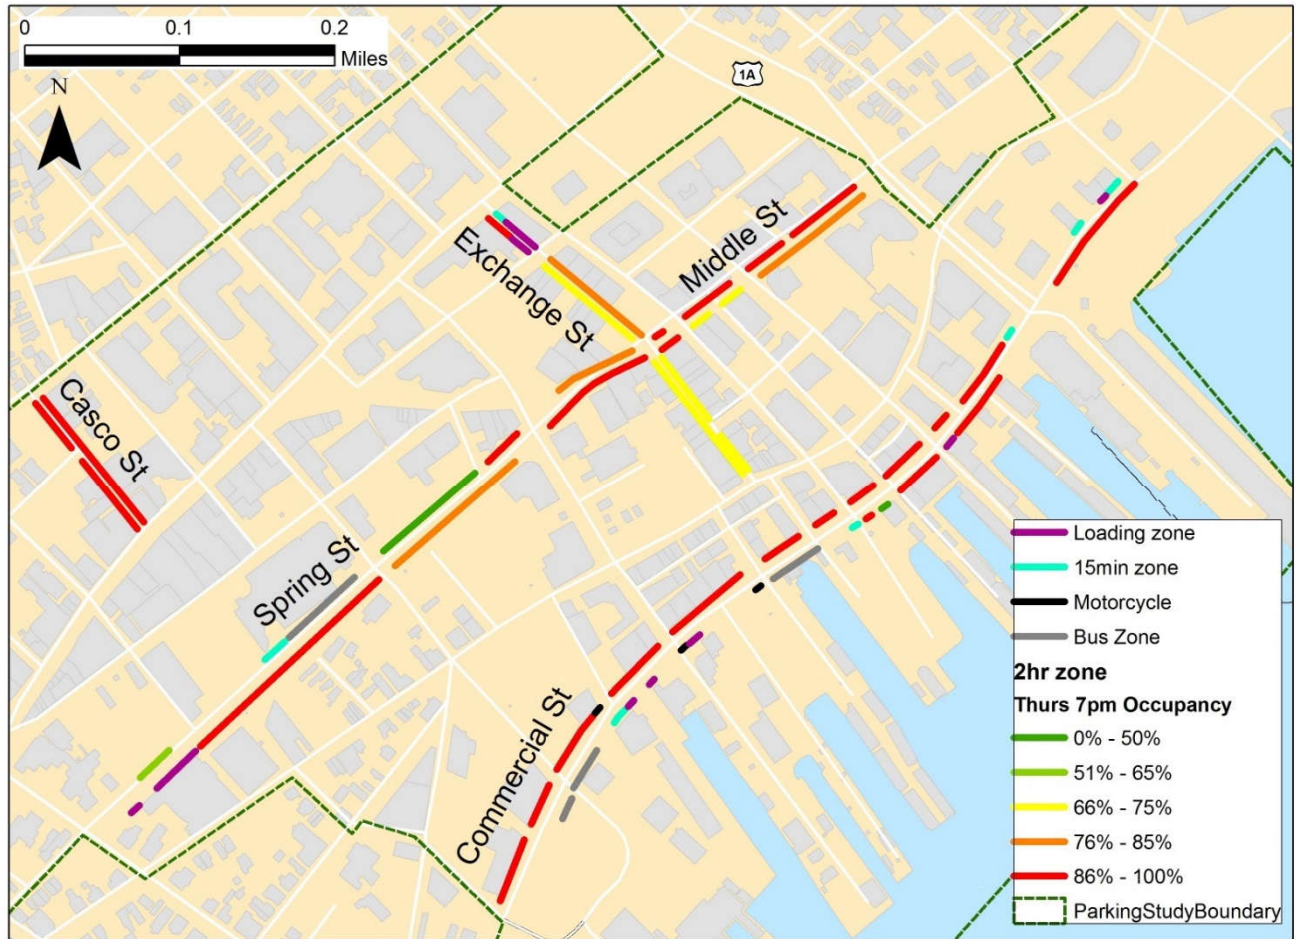 0 0.1 0.2
Miles
N
1A
Middle St
Exchange St
Casco St
Spring St
Commercial St
Loading zone
15min zone
Motorcycle
Bus Zone
2hr zone
Thurs 7pm Occupancy
0% - 50%
51% - 65%
66% - 75%
76% - 85%
86% - 100%
ParkingStudyBoundary